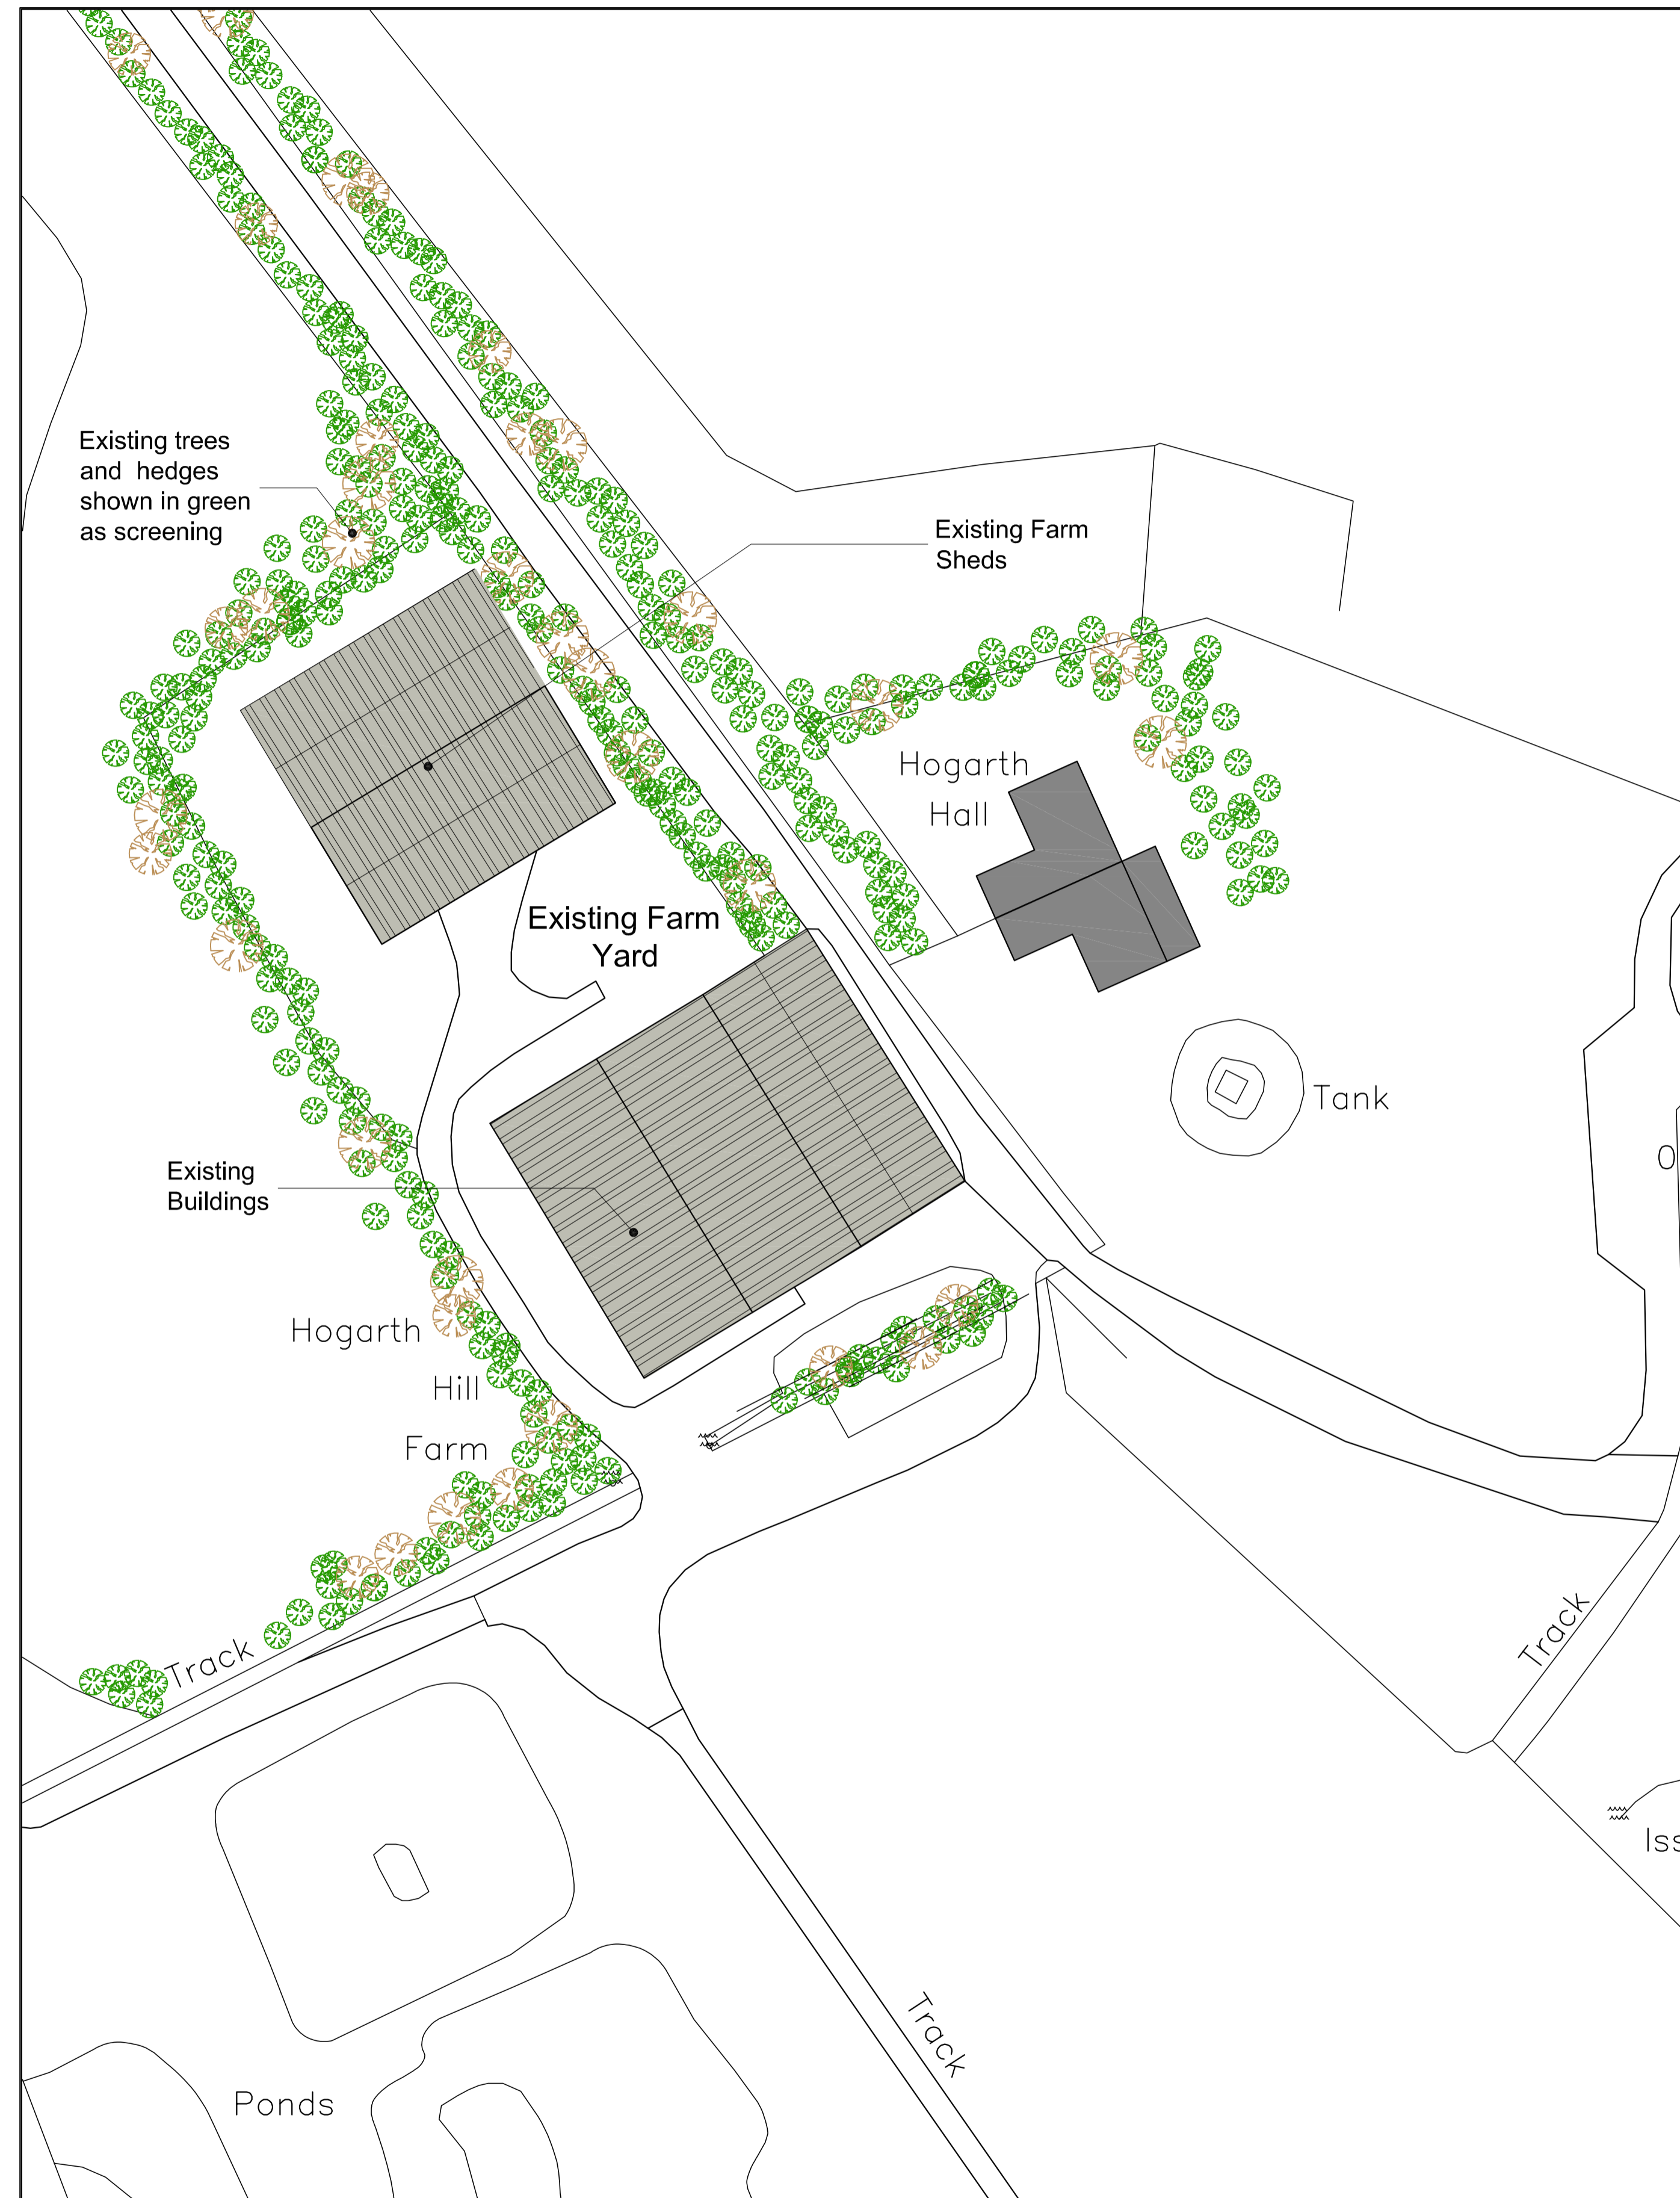 Existing trees
and hedges
shown in green
as screening
Existing Farm
Sheds
Hogarth
Hall
Existing Farm
Yard
Tank
Existing
Buildings
Hogarth
Hill
Farm
Track
Track
Iss
Track
Ponds